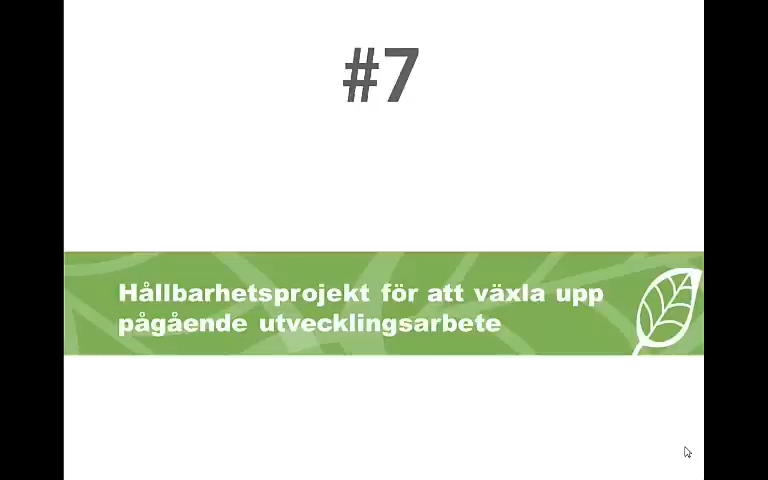 #7
Hållbarhetsprojekt för att växla upp
pågående utvecklingsarbete